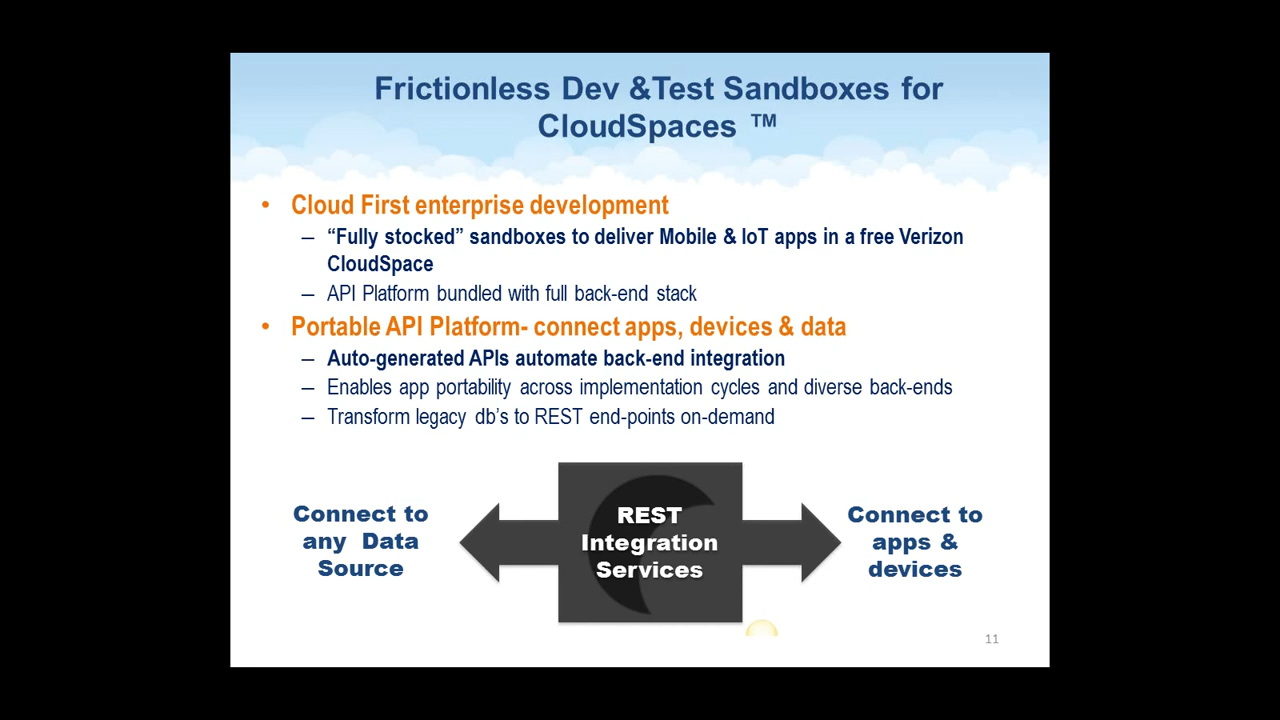 Frictionless Dev &Test Sandboxes for
CloudSpaces ™
• Cloud First enterprise development
– “Fully stocked” sandboxes to deliver Mobile & IoT apps in a free Verizon
CloudSpace
– API Platform bundled with full back-end stack
• Portable API Platform- connect apps, devices & data
– Auto-generated APIs automate back-end integration
– Enables app portability across implementation cycles and diverse back-ends
– Transform legacy db’s to REST end-points on-demand
Connect to
any Data
Source
REST
Integration
Services
Connect to
apps &
devices
11